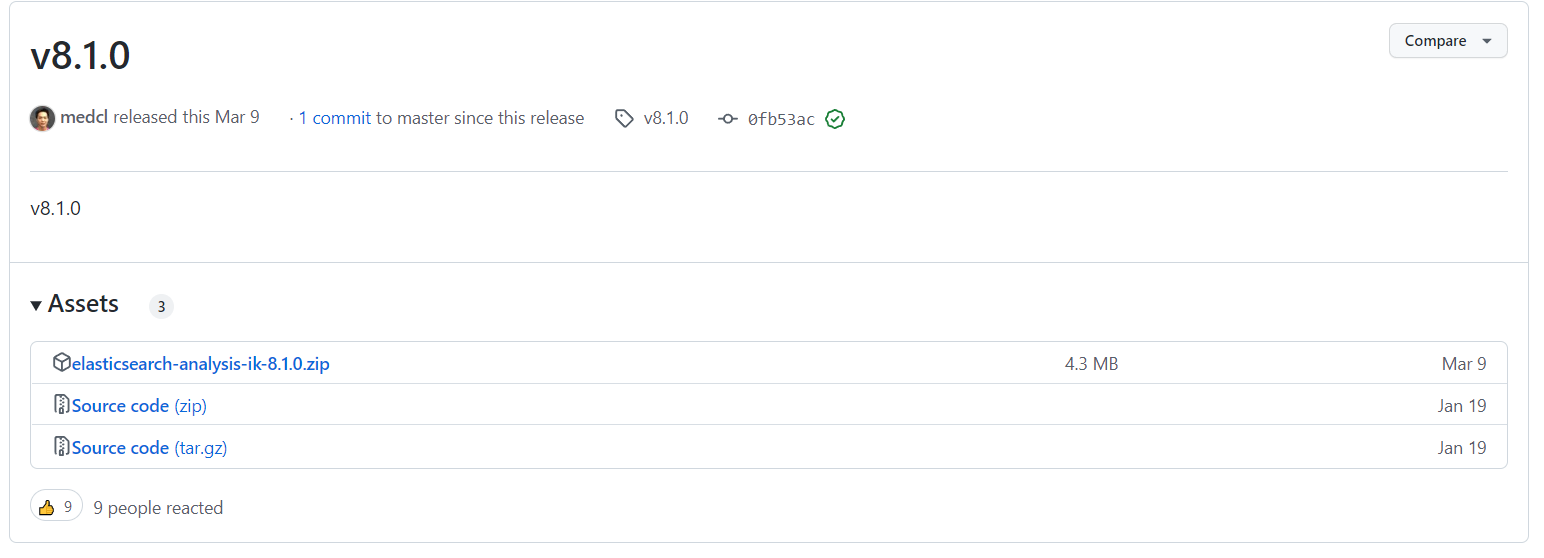 v8.1.0
Compare
medcl released this Mar 9 · 1 commit to master since this release v8.1.0 0fb53ac
v8.1.0
Assets 3
elasticsearch-analysis-ik-8.1.0.zip 4.3 MB Mar 9
Source code (zip) Jan 19
Source code (tar.gz) Jan 19
9 9 people reacted